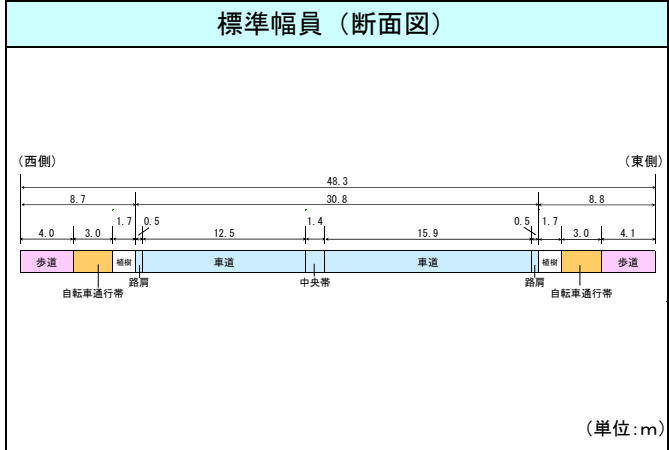 標準幅員（断面図）
（西側）
（東側）
48.3
8.7 30.8 8.8
4.0 3.0 1.7 0.5 12.5 1.4 15.9 0.5 1.7 3.0 4.1
歩道 植樹 車道 車道 植樹 歩道
路肩 中央帯 路肩
自転車通行帯 自転車通行帯
（単位:m）